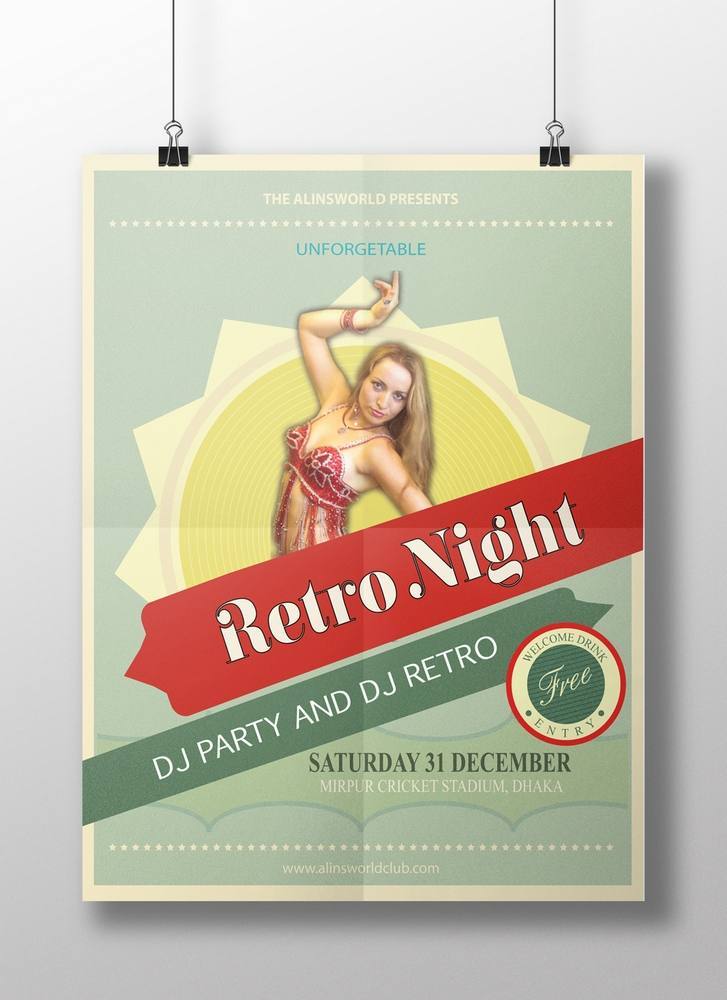 THE ALINSWORLD PRESENTS
UNFORGETABLE
Retro Night
DJ PARTY AND DJ RETRO
WELCOME DRINK
Free
ENTRY
SATURDAY 31 DECEMBER
MIRPUR CRICKET STADIUM, DHAKA
www.alinsworldclub.com